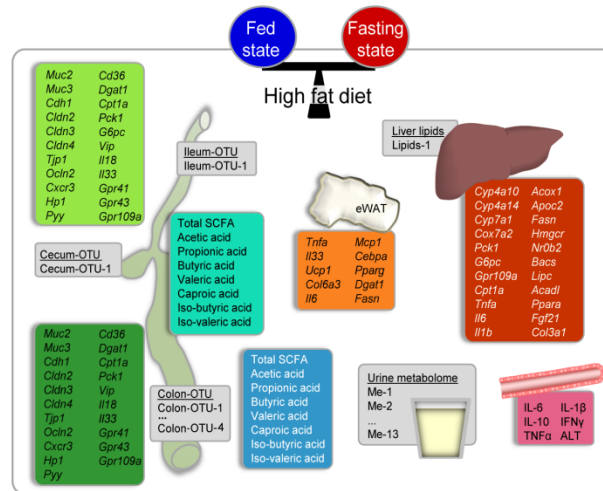 Fed state
Fasting state
High fat diet
Muc2 Cd36
Muc3 Dgat1
Cdh1 Cpt1a
Cldn2 Pck1
Cldn3 G6pc
Cldn4 Vip
Tjp1 Il18
Ocln2 Il33
Cxcr3 Gpr41
Hp1 Gpr43
Pyy Gpr109a
Ileum-OTU
Ileum-OTU-1
Liver lipids
Lipids-1
eWAT
Cyp4a10 Acox1
Cyp4a14 Apoc2
Cyp7a1 Fasn
Cox7a2 Hmgcr
Pck1 Nr0b2
G6pc Bacs
Gpr109a Lipc
Cpt1a Acadl
Tnfa Ppara
Il6 Fgf21
Il1b Col3a1
Total SCFA
Acetic acid
Propionic acid
Butyric acid
Valeric acid
Caproic acid
Iso-butyric acid
Iso-valeric acid
Tnfa Mcp1
Il33 Cebpa
Ucp1 Pparg
Col6a3 Dgat1
Il6 Fasn
Cecum-OTU
Cecum-OTU-1
Muc2 Cd36
Muc3 Dgat1
Cdh1 Cpt1a
Cldn2 Pck1
Cldn3 Vip
Cldn4 Il18
Tjp1 Il33
Ocln2 Gpr41
Cxcr3 Gpr43
Hp1 Gpr109a
Pyy
Colon-OTU
Colon-OTU-1
...
Colon-OTU-4
Total SCFA
Acetic acid
Propionic acid
Butyric acid
Valeric acid
Caproic acid
Iso-butyric acid
Iso-valeric acid
Urine metabolome
Me-1
Me-2
...
Me-13
IL-6 IL-1β
IL-10 IFNγ
TNFα ALT